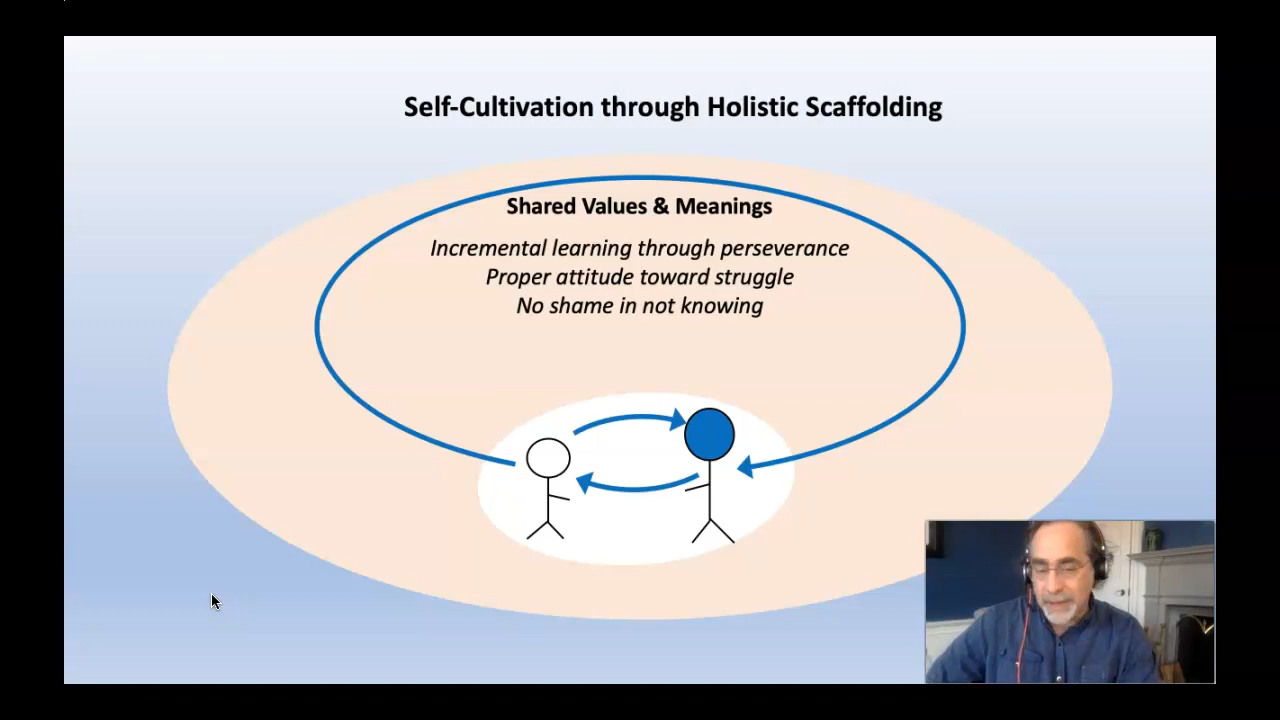 Self-Cultivation through Holistic Scaffolding
Shared Values & Meanings
Incremental learning through perseverance
Proper attitude toward struggle
No shame in not knowing